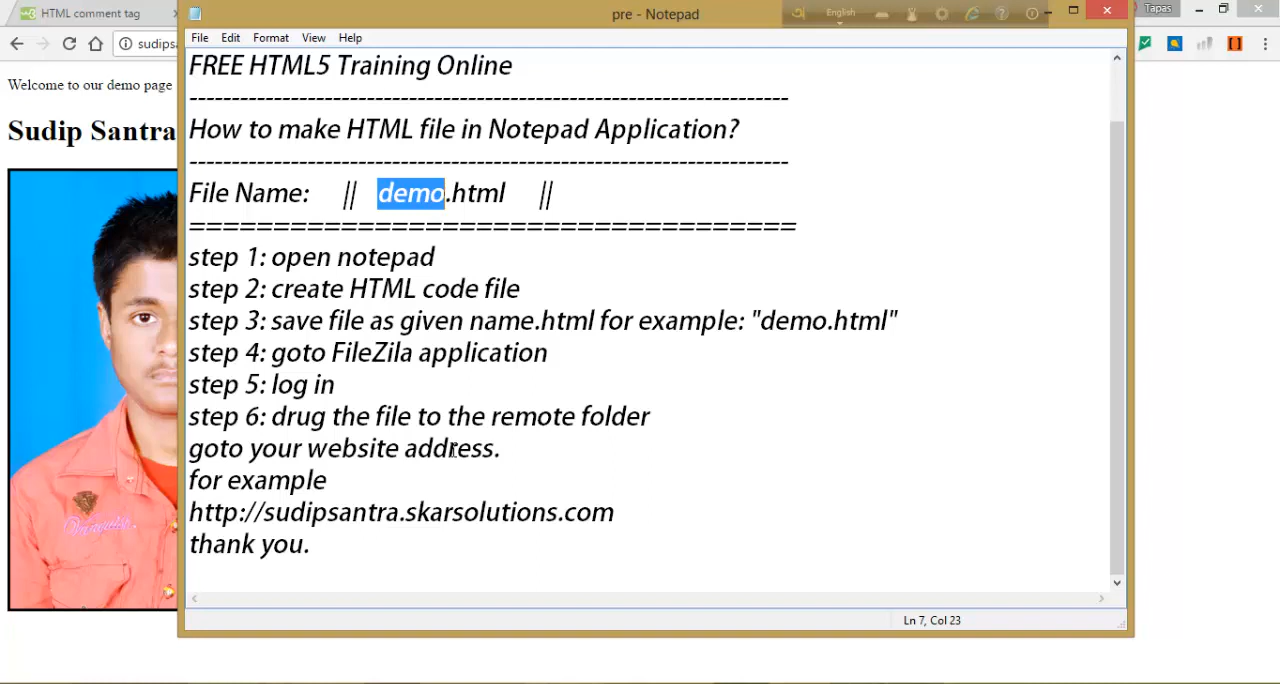 HTML comment tag
pre - Notepad
English
Tapas
sudipsa
File Edit Format View Help
Welcome to our demo page
Sudip Santra
FREE HTML5 Training Online
------------------------------------------------------------------------
How to make HTML file in Notepad Application?
------------------------------------------------------------------------
File Name: || demo.html ||
====================================
step 1: open notepad
step 2: create HTML code file
step 3: save file as given name.html for example: "demo.html"
step 4: goto FileZila application
step 5: log in
step 6: drug the file to the remote folder
goto your website address.
for example
http://sudipsantra.skarsolutions.com
thank you.
Ln 7, Col 23